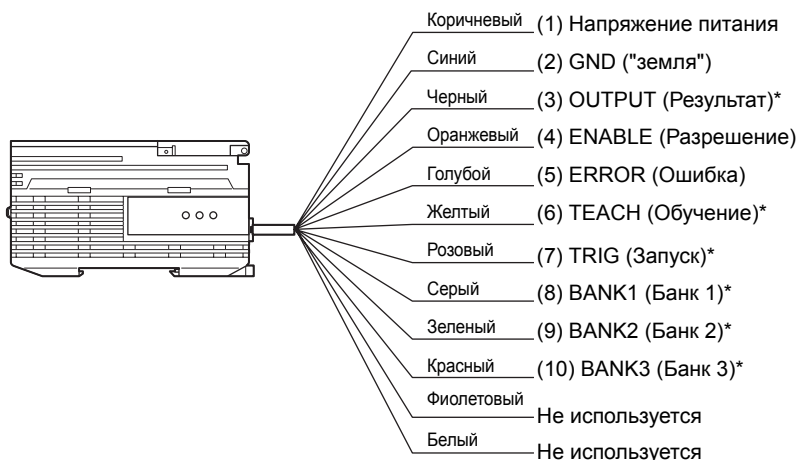 Коричневый (1) Напряжение питания
Синий (2) GND ("земля")
Черный (3) OUTPUT (Результат)*
Оранжевый (4) ENABLE (Разрешение)
Голубой (5) ERROR (Ошибка)
Желтый (6) TEACH (Обучение)*
Розовый (7) TRIG (Запуск)*
Серый (8) BANK1 (Банк 1)*
Зеленый (9) BANK2 (Банк 2)*
Красный (10) BANK3 (Банк 3)*
Фиолетовый Не используется
Белый Не используется